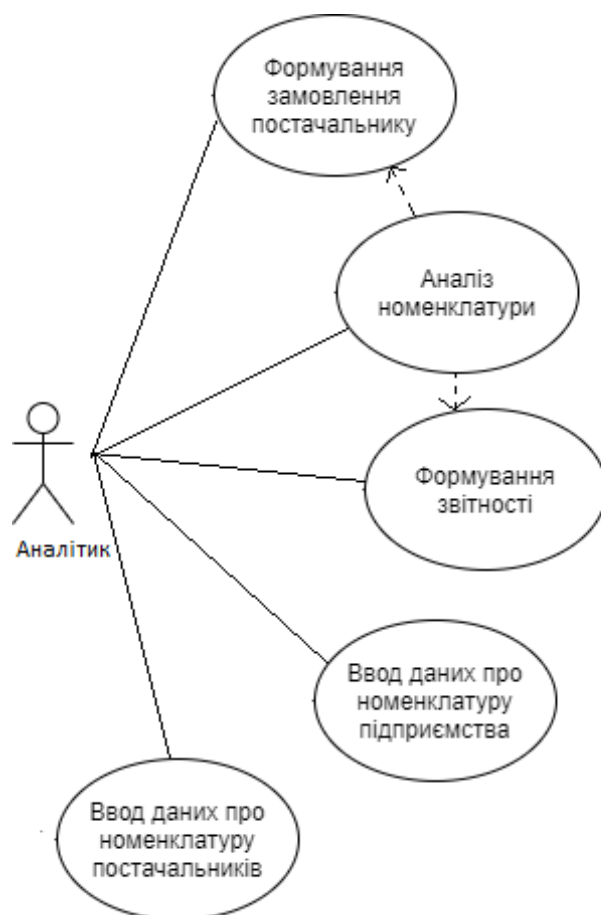 Формування
замовлення
постачальнику
Аналіз
номенклатури
Формування
звітності
Аналітик
Ввод даних про
номенклатуру
підприємства
Ввод даних про
номенклатуру
постачальників